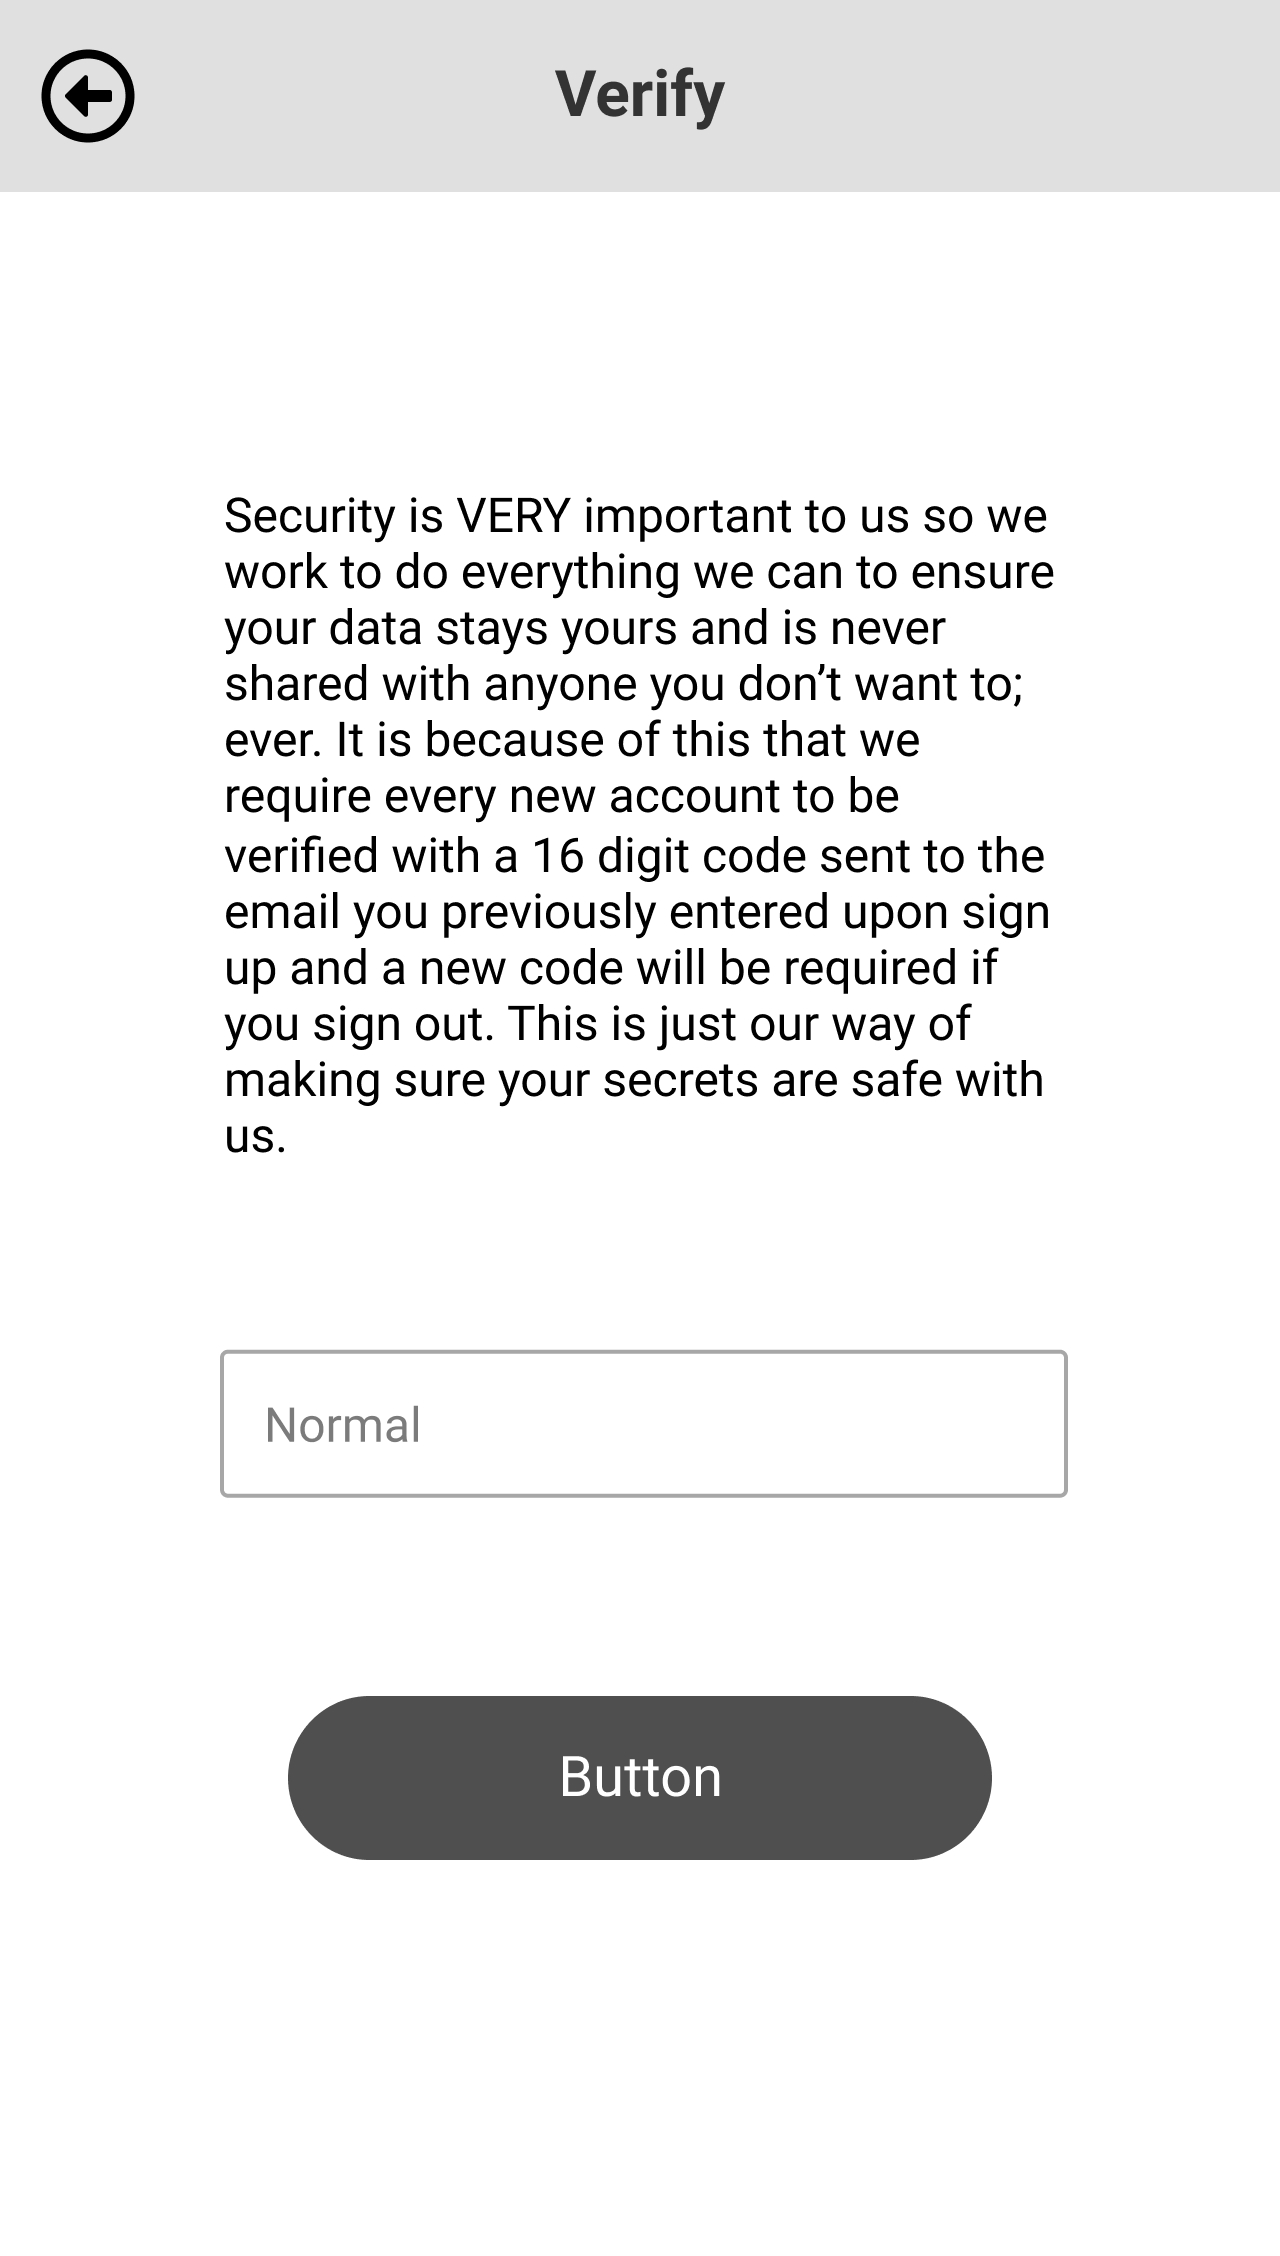 Verify
Security is VERY important to us so we
work to do everything we can to ensure
your data stays yours and is never
shared with anyone you don’t want to;
ever. It is because of this that we
require every new account to be
verified with a 16 digit code sent to the
email you previously entered upon sign
up and a new code will be required if
you sign out. This is just our way of
making sure your secrets are safe with
us.
Normal
Button